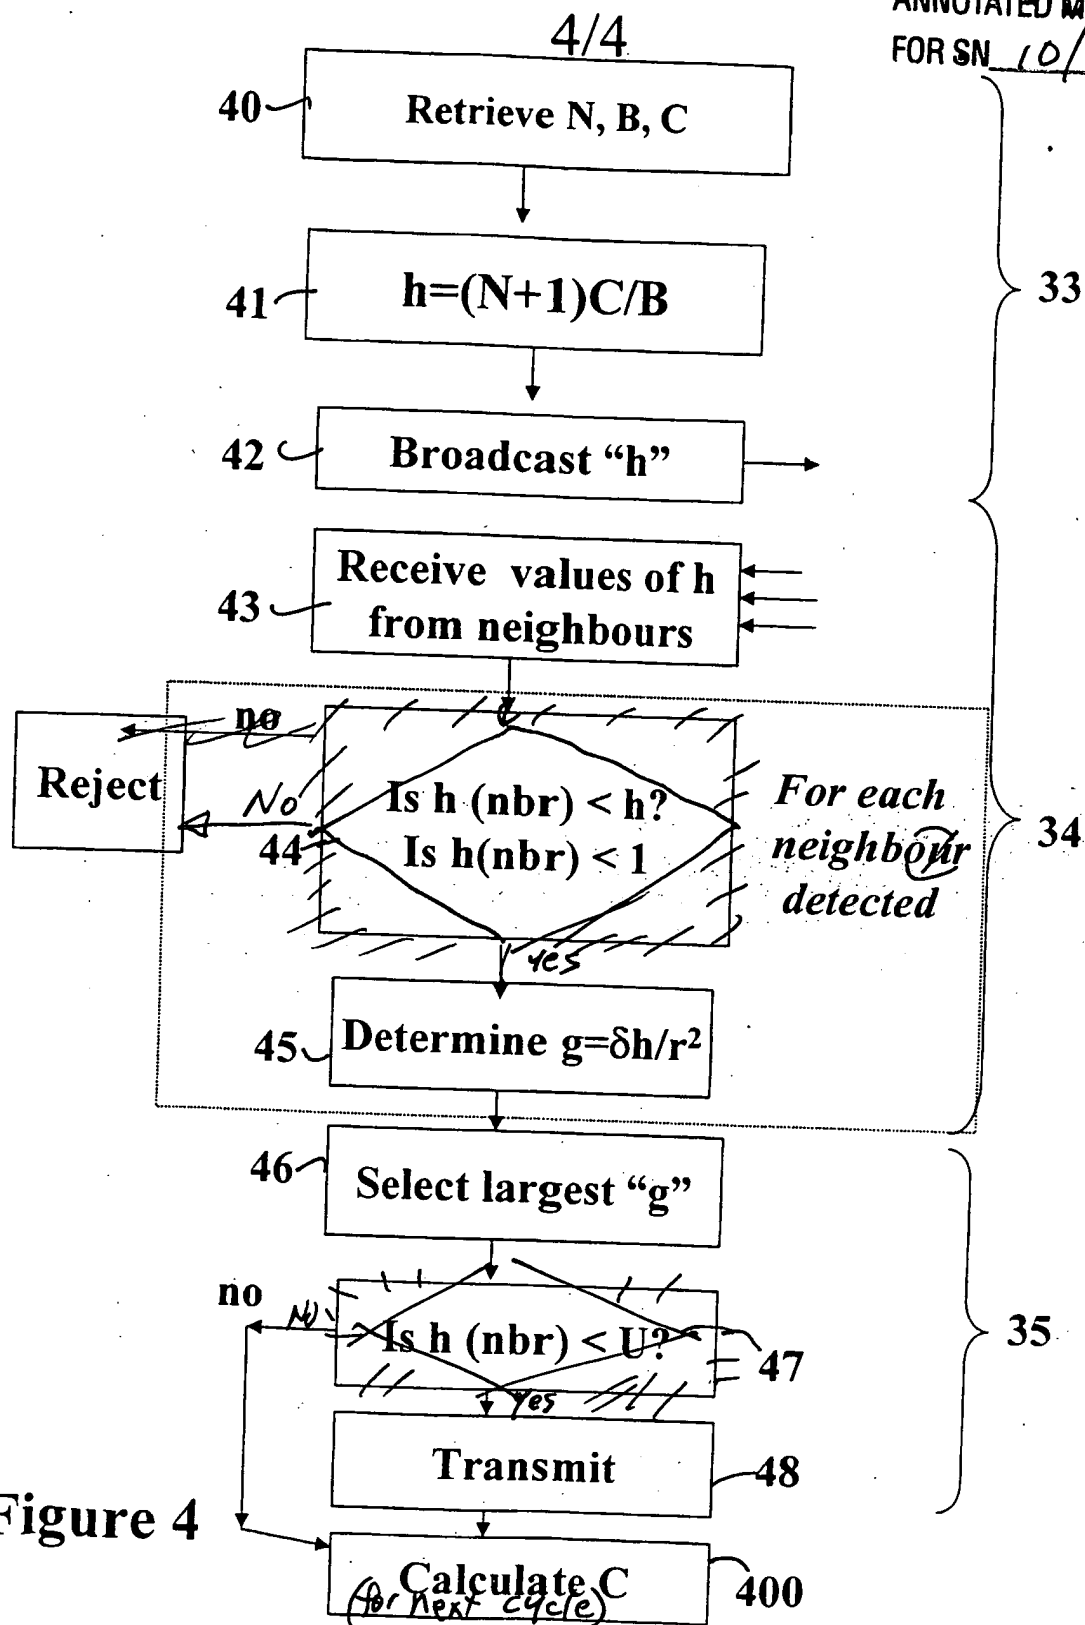 4/4
ANNOTATED
FOR SN 10/
40
Retrieve N, B, C
41
h=(N+1)C/B
33
42
Broadcast “h”
43
Receive values of h
from neighbours
no
Reject
No
44
Is h (nbr) < h?
Is h(nbr) < 1
For each
neighbour
detected
34
yes
45
Determine g=δh/r²
46
Select largest “g”
no
No
Is h (nbr) < U?
47
35
Yes
Transmit
48
Figure 4
Calculate C
(for next cycle)
400